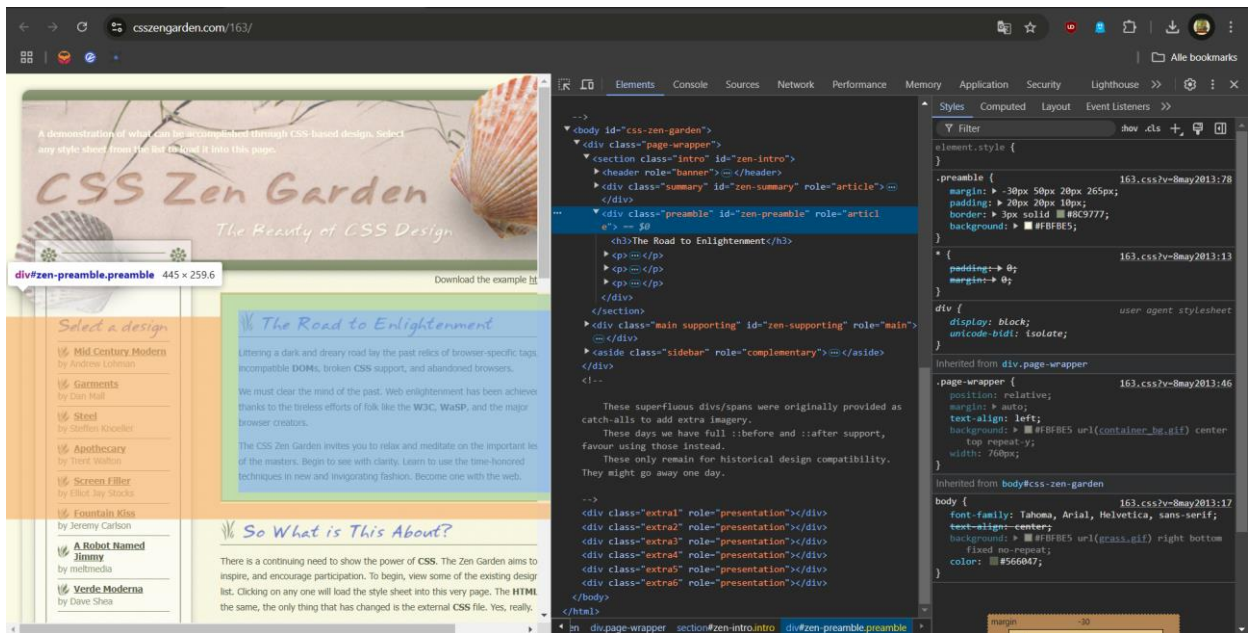 csszengarden.com/163/
Alle bookmarks
A demonstration of what can be accomplished through CSS-based design. Select
any style sheet from the list to load it into this page.
CSS Zen Garden
The Beauty of CSS Design
div#zen-preamble.preamble 445 × 259.6
Download the example ht
Select a design
Mid Century Modern
by Andrew Lohman
Garments
by Dan Mall
Steel
by Steffen Knoeller
Apothecary
by Trent Walton
Screen Filler
by Elliot Jay Stocks
Fountain Kiss
by Jeremy Carlson
A Robot Named
Jimmy
by meltmedia
Verde Moderna
by Dave Shea
The Road to Enlightenment
Littering a dark and dreary road lay the past relics of browser-specific tags,
incompatible DOMs, broken CSS support, and abandoned browsers.
We must clear the mind of the past. Web enlightenment has been achieved
thanks to the tireless efforts of folk like the W3C, WaSP, and the major
browser creators.
The CSS Zen Garden invites you to relax and meditate on the important les
of the masters. Begin to see with clarity. Learn to use the time-honored
techniques in new and invigorating fashion. Become one with the web.
So What is This About?
There is a continuing need to show the power of CSS. The Zen Garden aims to
inspire, and encourage participation. To begin, view some of the existing design
list. Clicking on any one will load the style sheet into this very page. The HTML
the same, the only thing that has changed is the external CSS file. Yes, really.
Elements Console Sources Network Performance Memory Application Security Lighthouse
-->
<body id="css-zen-garden">
<div class="page-wrapper">
<section class="intro" id="zen-intro">
<header role="banner"> </header>
<div class="summary" id="zen-summary" role="article">
</div>
<div class="preamble" id="zen-preamble" role="articl
e"> == $0
<h3>The Road to Enlightenment</h3>
<p> </p>
<p> </p>
<p> </p>
</div>
</section>
<div class="main supporting" id="zen-supporting" role="main">
</div>
<aside class="sidebar" role="complementary"> </aside>
</div>
<!--
These superfluous divs/spans were originally provided as
catch-alls to add extra imagery.
These days we have full ::before and ::after support,
favour using those instead.
These only remain for historical design compatibility.
They might go away one day.
-->
<div class="extra1" role="presentation"></div>
<div class="extra2" role="presentation"></div>
<div class="extra3" role="presentation"></div>
<div class="extra4" role="presentation"></div>
<div class="extra5" role="presentation"></div>
<div class="extra6" role="presentation"></div>
</body>
</html>
en div.page-wrapper section#zen-intro.intro div#zen-preamble.preamble
Styles Computed Layout Event Listeners
Filter :hov .cls
element.style {
}
.preamble { 163.css?v=8may2013:78
margin: -30px 50px 20px 265px;
padding: 20px 20px 10px;
border: 3px solid #8C9777;
background: #FBFBE5;
}
* { 163.css?v=8may2013:13
padding: 0;
margin: 0;
}
div { user agent stylesheet
display: block;
unicode-bidi: isolate;
}
Inherited from div.page-wrapper
.page-wrapper { 163.css?v=8may2013:46
position: relative;
margin: auto;
text-align: left;
background: #FBFBE5 url(container_bg.gif) center
top repeat-y;
width: 760px;
}
Inherited from body#css-zen-garden
body { 163.css?v=8may2013:17
font-family: Tahoma, Arial, Helvetica, sans-serif;
text-align: center;
background: #FBFBE5 url(grass.gif) right bottom
fixed no-repeat;
color: #566047;
}
margin -30